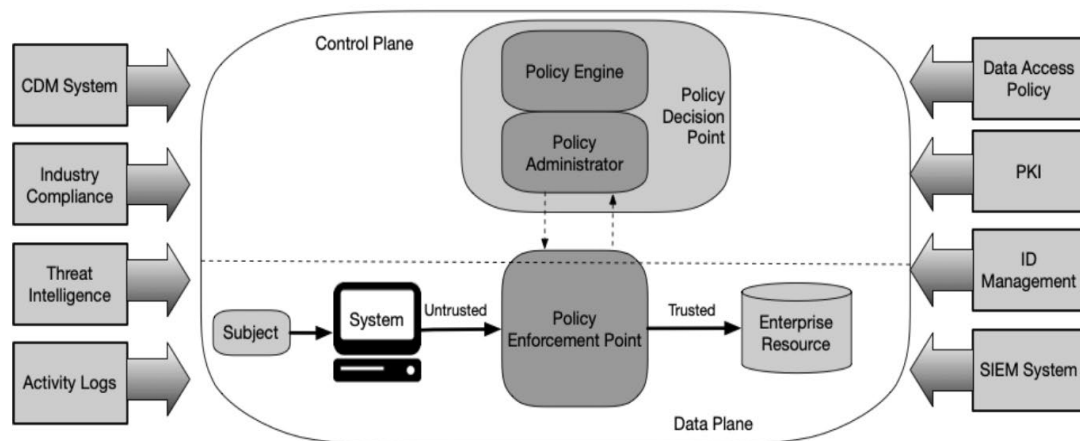 Control Plane
CDM System
Industry
Compliance
Threat
Intelligence
Activity Logs
Policy Engine
Policy
Administrator
Policy
Decision
Point
Subject
System
Untrusted
Policy
Enforcement Point
Trusted
Enterprise
Resource
Data Plane
Data Access
Policy
PKI
ID
Management
SIEM System